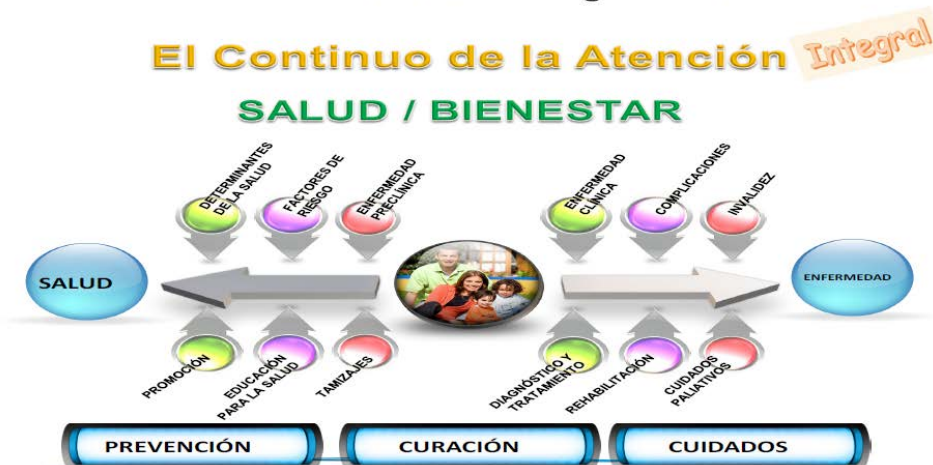 El Continuo de la Atención Integral
SALUD / BIENESTAR
DETERMINANTES
DE LA SALUD
FACTORES DE
RIESGO
ENFERMEDAD
PRECLÍNICA
ENFERMEDAD
CLÍNICA
COMPLICACIONES
INVALIDEZ
SALUD
ENFERMEDAD
PROMOCIÓN
EDUCACIÓN
PARA LA SALUD
TAMIZAJES
DIAGNÓSTICO Y
TRATAMIENTO
REHABILITACIÓN
CUIDADOS
PALIATIVOS
PREVENCIÓN
CURACIÓN
CUIDADOS